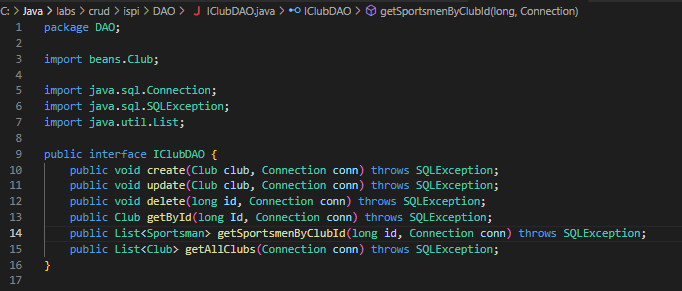 C: > Java > labs > crud > ispi > DAO > J IClubDAO.java > IClubDAO > getSportsmenByClubId(long, Connection)
1 package DAO;
2
3 import beans.Club;
4
5 import java.sql.Connection;
6 import java.sql.SQLException;
7 import java.util.List;
8
9 public interface IClubDAO {
10 public void create(Club club, Connection conn) throws SQLException;
11 public void update(Club club, Connection conn) throws SQLException;
12 public void delete(long id, Connection conn) throws SQLException;
13 public Club getById(long Id, Connection conn) throws SQLException;
14 public List<Sportsman> getSportsmenByClubId(long id, Connection conn) throws SQLException;
15 public List<Club> getAllClubs(Connection conn) throws SQLException;
16 }
17